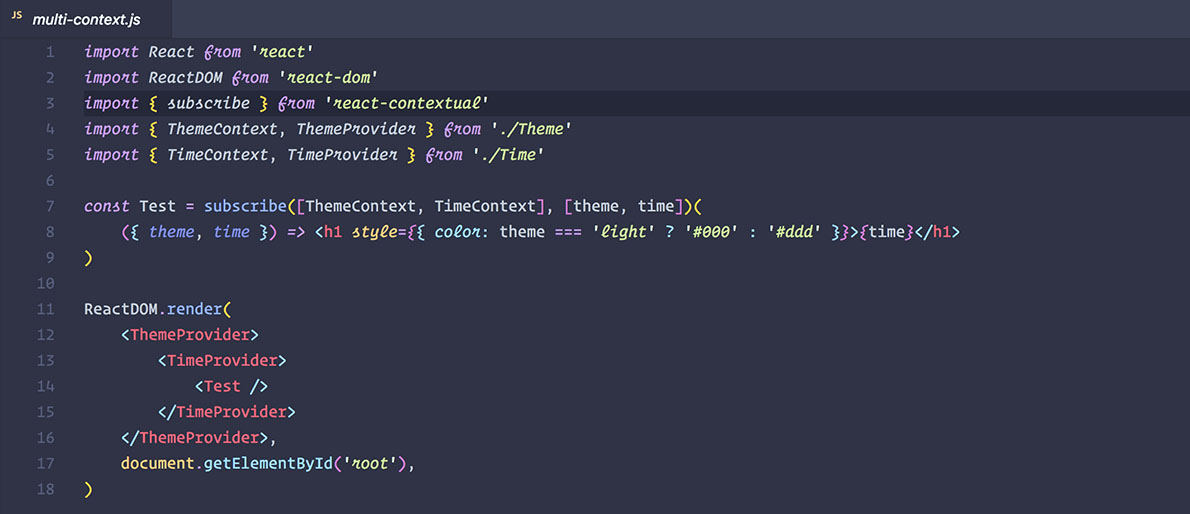 JS multi-context.js
1 import React from 'react'
2 import ReactDOM from 'react-dom'
3 import { subscribe } from 'react-contextual'
4 import { ThemeContext, ThemeProvider } from './Theme'
5 import { TimeContext, TimeProvider } from './Time'
6
7 const Test = subscribe([ThemeContext, TimeContext], [theme, time])(
8     ({ theme, time }) => <h1 style={{ color: theme === 'light' ? '#000' : '#ddd' }}>{time}</h1>
9 )
10
11 ReactDOM.render(
12     <ThemeProvider>
13         <TimeProvider>
14             <Test />
15         </TimeProvider>
16     </ThemeProvider>,
17     document.getElementById('root'),
18 )